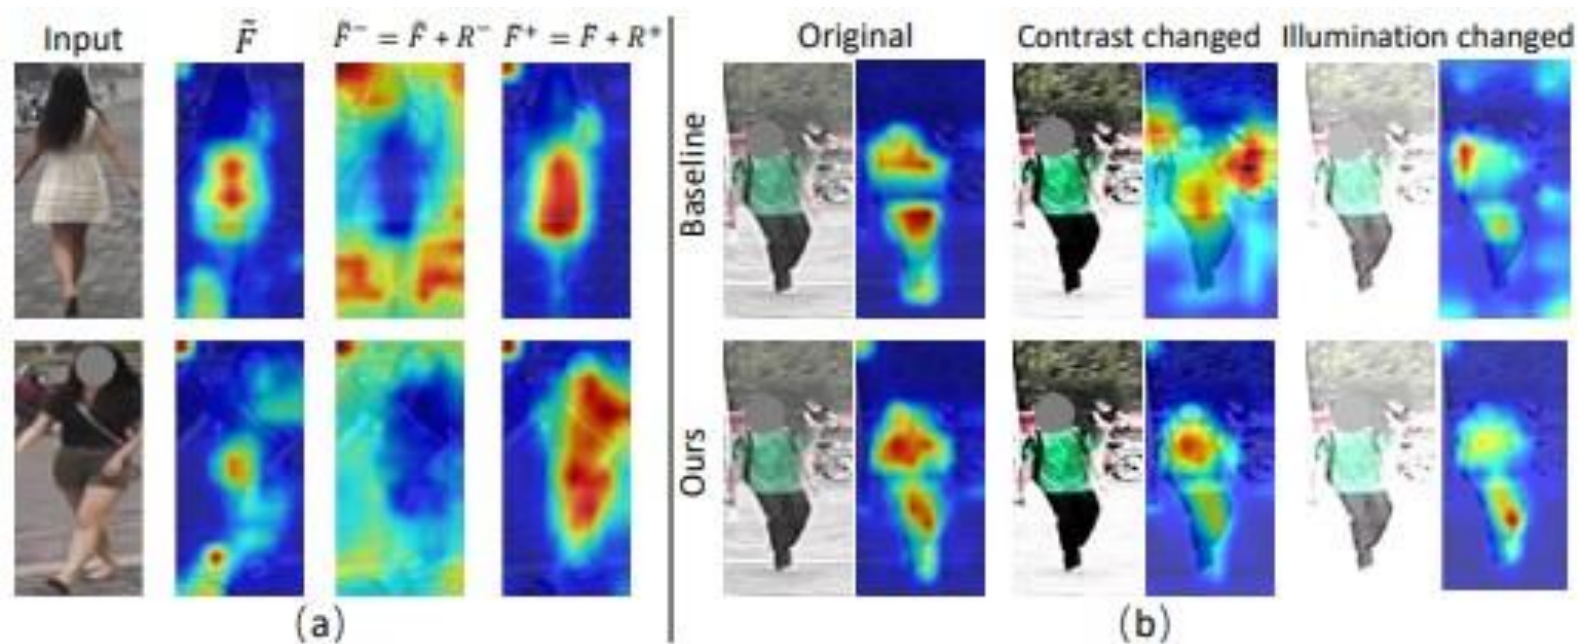 Input
F̃
F̃⁻ = F̃ + R⁻
F̃⁺ = F̃ + R⁺
Original
Contrast changed
Illumination changed
Baseline
Ours
(a)
(b)